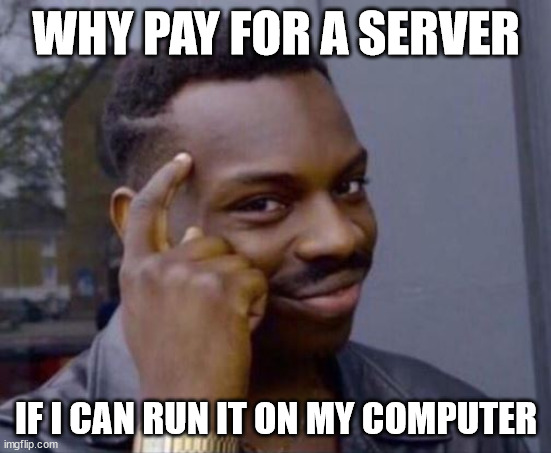 WHY PAY FOR A SERVER
IF I CAN RUN IT ON MY COMPUTER
imgflip.com